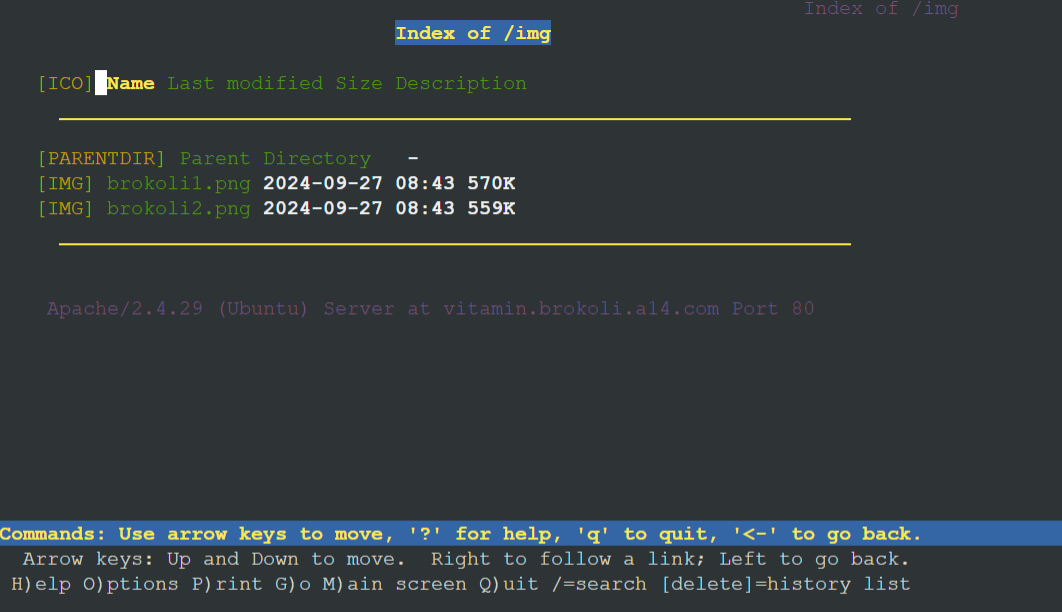 Index of /img
Index of /img
[ICO] Name Last modified Size Description
[PARENTDIR] Parent Directory -
[IMG] brokoli1.png 2024-09-27 08:43 570K
[IMG] brokoli2.png 2024-09-27 08:43 559K
Apache/2.4.29 (Ubuntu) Server at vitamin.brokoli.a14.com Port 80
Commands: Use arrow keys to move, '?' for help, 'q' to quit, '<-' to go back.
Arrow keys: Up and Down to move. Right to follow a link; Left to go back.
H)elp O)ptions P)rint G)o M)ain screen Q)uit /=search [delete]=history list